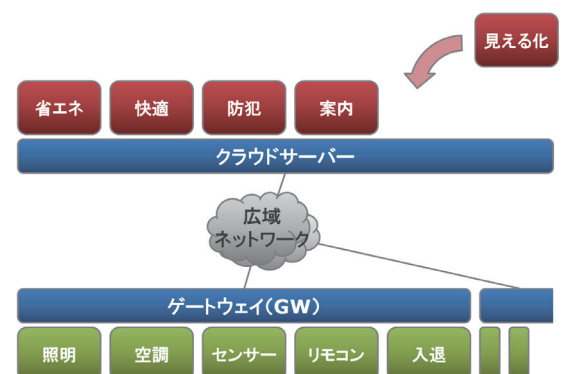 見える化
省エネ
快適
防犯
案内
クラウドサーバー
広域
ネットワーク
ゲートウェイ(GW)
照明
空調
センサー
リモコン
入退